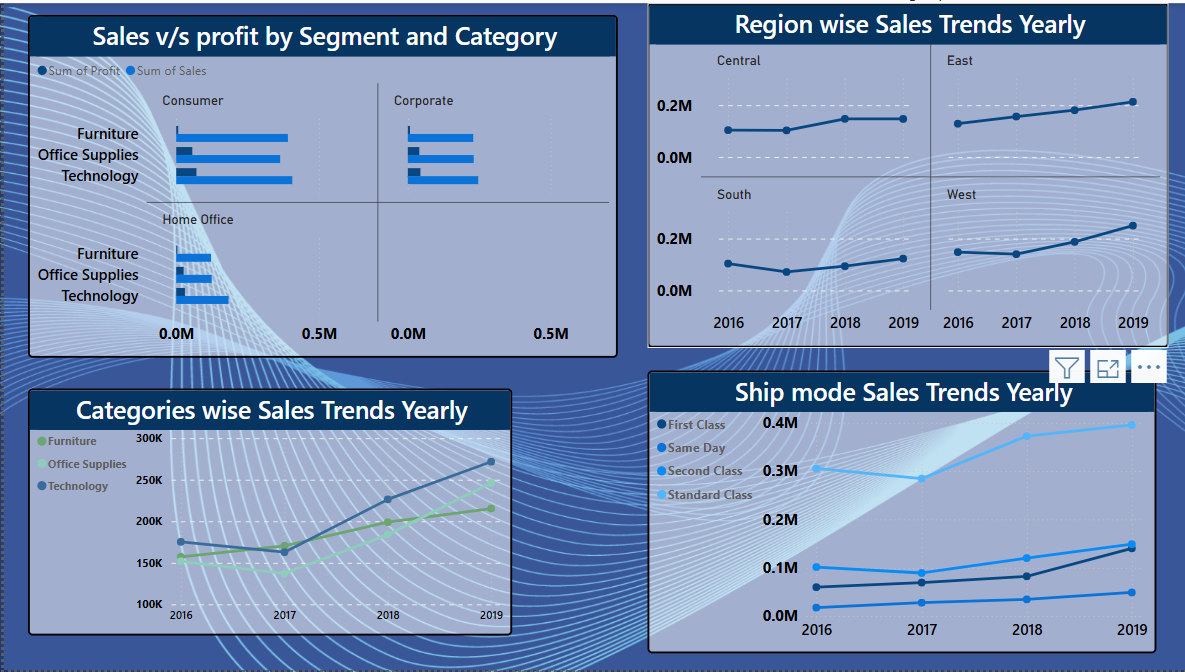 Sales v/s profit by Segment and Category
Sum of Profit Sum of Sales
Consumer Corporate
Furniture
Office Supplies
Technology
Home Office
Furniture
Office Supplies
Technology
0.0M 0.5M 0.0M 0.5M
Region wise Sales Trends Yearly
Central East
0.2M
0.0M
South West
0.2M
0.0M
2016 2017 2018 2019 2016 2017 2018 2019
Categories wise Sales Trends Yearly
Furniture
Office Supplies
Technology
300K
250K
200K
150K
100K
2016 2017 2018 2019
Ship mode Sales Trends Yearly
First Class
Same Day
Second Class
Standard Class
0.4M
0.3M
0.2M
0.1M
0.0M
2016 2017 2018 2019